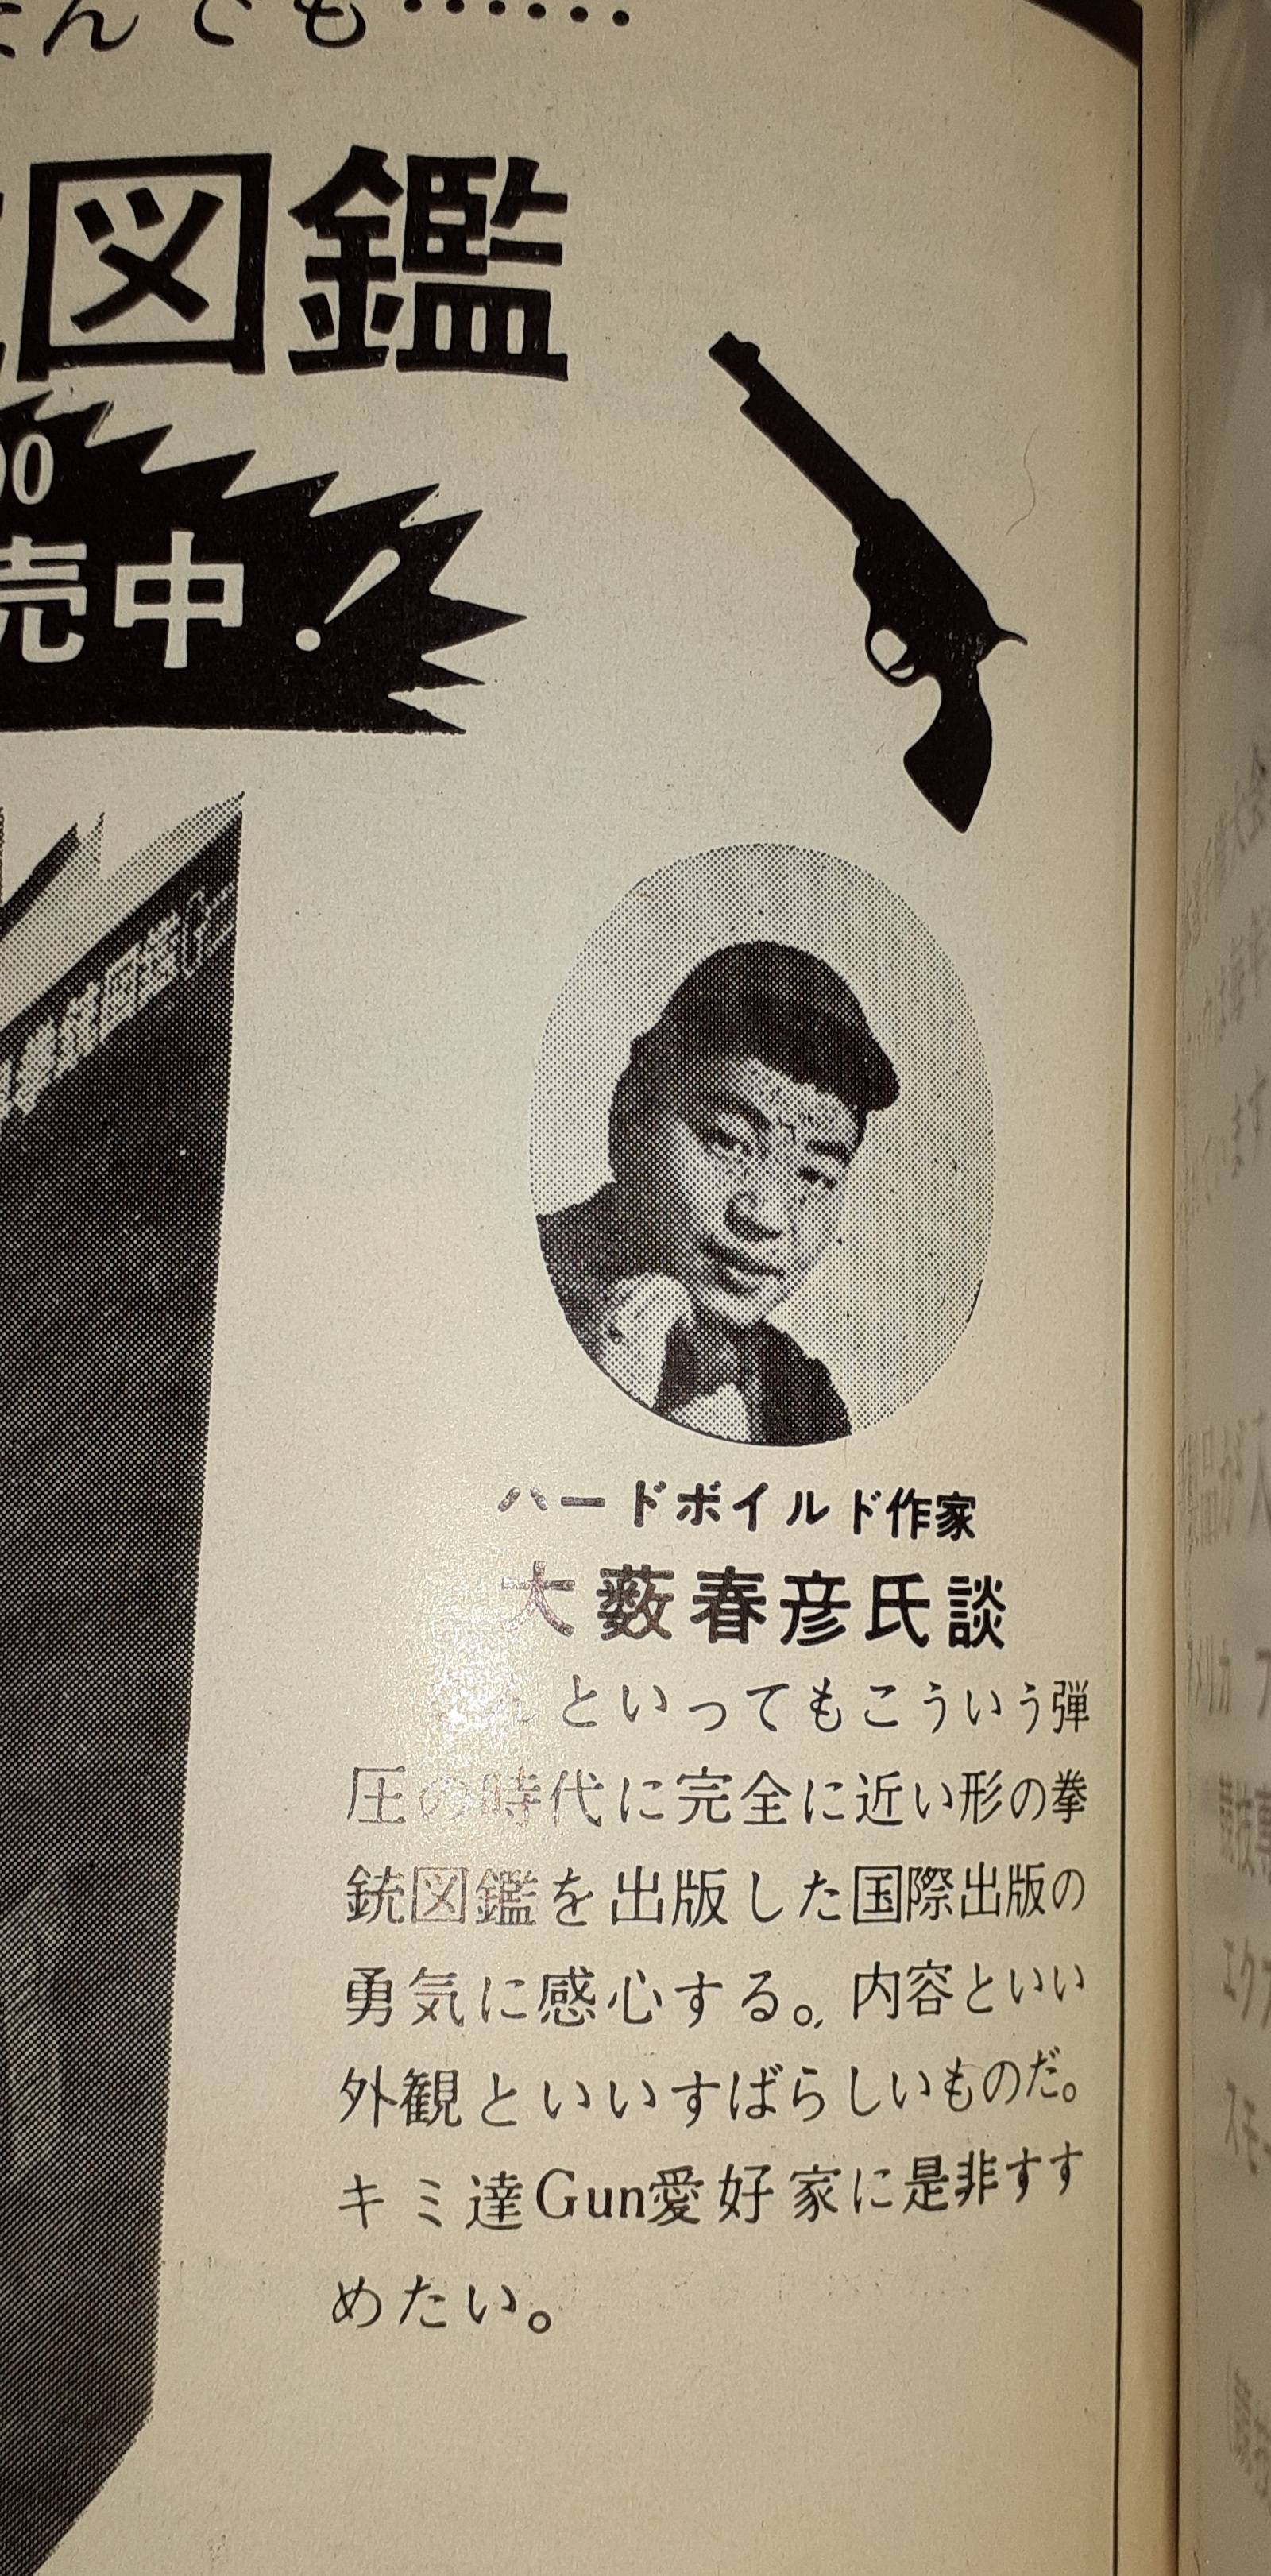 なんでも……
図鑑
00
売中!
ハードボイルド作家
大薮春彦氏談
といってもこういう弾
圧の時代に完全に近い形の拳
銃図鑑を出版した国際出版の
勇気に感心する。内容といい
外観といいすばらしいものだ。
キミ達Gun愛好家に是非すす
めたい。